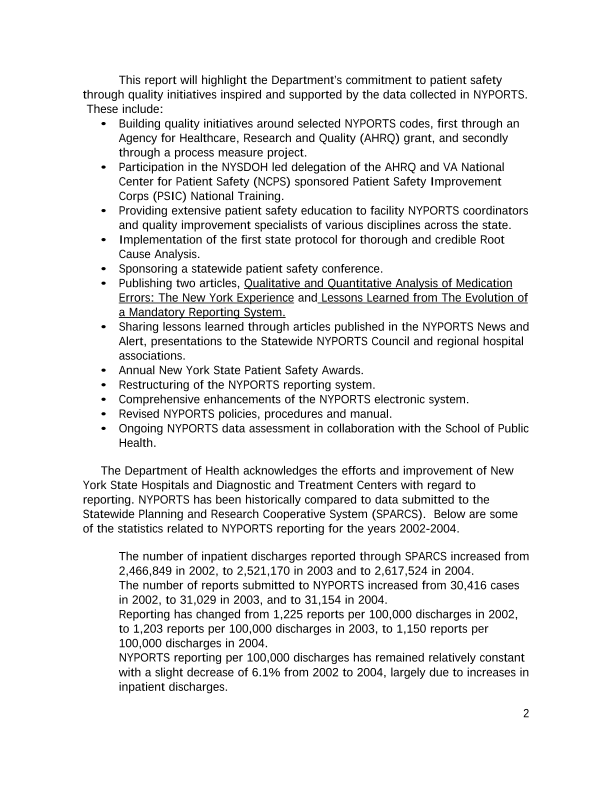 This report will highlight the Department's commitment to patient safety
through quality initiatives inspired and supported by the data collected in NYPORTS.
These include:
• Building quality initiatives around selected NYPORTS codes, first through an
Agency for Healthcare, Research and Quality (AHRQ) grant, and secondly
through a process measure project.
• Participation in the NYSDOH led delegation of the AHRQ and VA National
Center for Patient Safety (NCPS) sponsored Patient Safety Improvement
Corps (PSIC) National Training.
• Providing extensive patient safety education to facility NYPORTS coordinators
and quality improvement specialists of various disciplines across the state.
• Implementation of the first state protocol for thorough and credible Root
Cause Analysis.
• Sponsoring a statewide patient safety conference.
• Publishing two articles, Qualitative and Quantitative Analysis of Medication
Errors: The New York Experience and Lessons Learned from The Evolution of
a Mandatory Reporting System.
• Sharing lessons learned through articles published in the NYPORTS News and
Alert, presentations to the Statewide NYPORTS Council and regional hospital
associations.
• Annual New York State Patient Safety Awards.
• Restructuring of the NYPORTS reporting system.
• Comprehensive enhancements of the NYPORTS electronic system.
• Revised NYPORTS policies, procedures and manual.
• Ongoing NYPORTS data assessment in collaboration with the School of Public
Health.
The Department of Health acknowledges the efforts and improvement of New
York State Hospitals and Diagnostic and Treatment Centers with regard to
reporting. NYPORTS has been historically compared to data submitted to the
Statewide Planning and Research Cooperative System (SPARCS). Below are some
of the statistics related to NYPORTS reporting for the years 2002-2004.
The number of inpatient discharges reported through SPARCS increased from
2,466,849 in 2002, to 2,521,170 in 2003 and to 2,617,524 in 2004.
The number of reports submitted to NYPORTS increased from 30,416 cases
in 2002, to 31,029 in 2003, and to 31,154 in 2004.
Reporting has changed from 1,225 reports per 100,000 discharges in 2002,
to 1,203 reports per 100,000 discharges in 2003, to 1,150 reports per
100,000 discharges in 2004.
NYPORTS reporting per 100,000 discharges has remained relatively constant
with a slight decrease of 6.1% from 2002 to 2004, largely due to increases in
inpatient discharges.
2